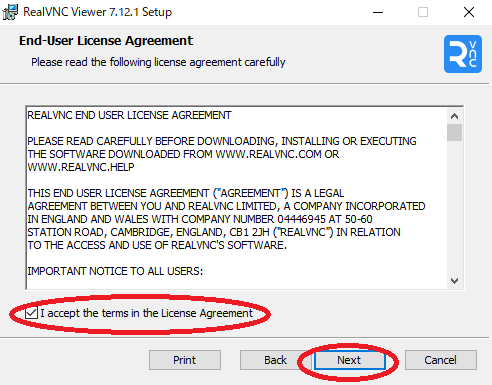 RealVNC Viewer 7.12.1 Setup
End-User License Agreement
Please read the following license agreement carefully
R VNC
REALVNC END USER LICENSE AGREEMENT
PLEASE READ CAREFULLY BEFORE DOWNLOADING, INSTALLING OR EXECUTING
THE SOFTWARE DOWNLOADED FROM WWW.REALVNC.COM OR
WWW.REALVNC.HELP
THIS END USER LICENSE AGREEMENT ("AGREEMENT") IS A LEGAL
AGREEMENT BETWEEN YOU AND REALVNC LIMITED, A COMPANY INCORPORATED
IN ENGLAND AND WALES WITH COMPANY NUMBER 04446945 AT 50-60
STATION ROAD, CAMBRIDGE, ENGLAND, CB1 2JH ("REALVNC") IN RELATION
TO THE ACCESS AND USE OF REALVNC'S SOFTWARE.
IMPORTANT NOTICE TO ALL USERS:
I accept the terms in the License Agreement
Print Back Next Cancel